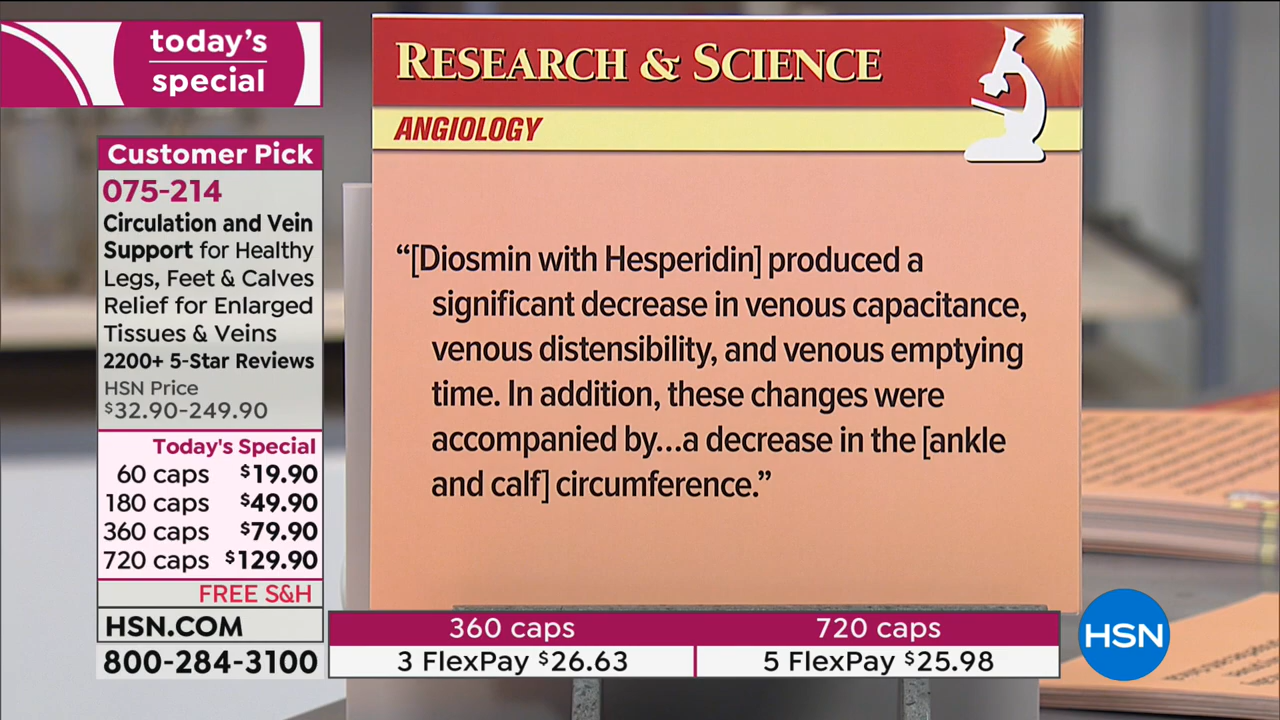 today's
special
Customer Pick
075-214
Circulation and Vein
Support for Healthy
Legs, Feet & Calves
Relief for Enlarged
Tissues & Veins
2200+ 5-Star Reviews
HSN Price
$32.90-249.90
Today's Special
60 caps $19.90
180 caps $49.90
360 caps $79.90
720 caps $129.90
FREE S&H
HSN.COM
800-284-3100
RESEARCH & SCIENCE
ANGIOLOGY
“[Diosmin with Hesperidin] produced a
significant decrease in venous capacitance,
venous distensibility, and venous emptying
time. In addition, these changes were
accompanied by...a decrease in the [ankle
and calf] circumference.”
360 caps 720 caps
3 FlexPay $26.63 5 FlexPay $25.98
HSN